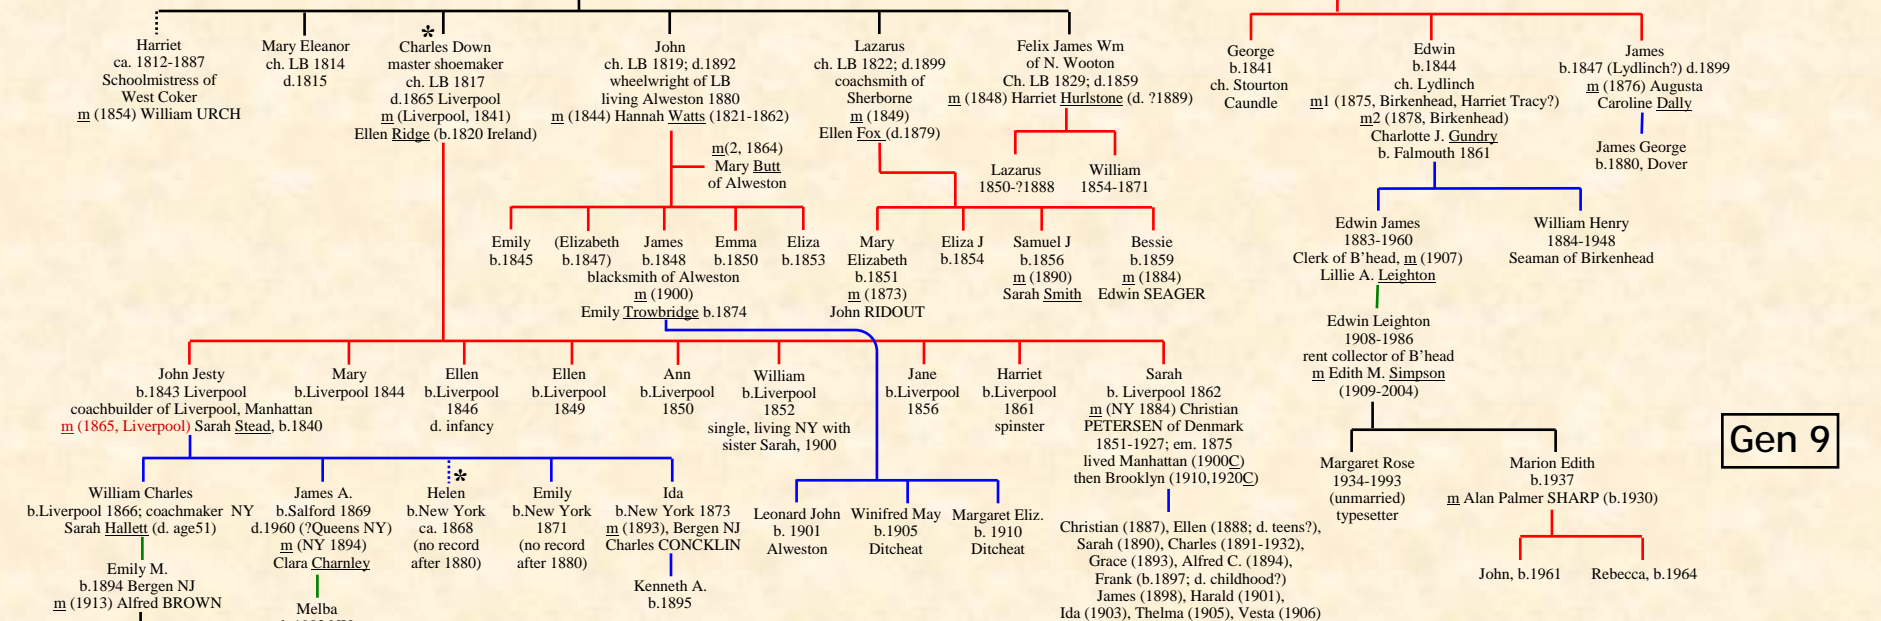 Harriet
ca. 1812-1887
Schoolmistress of
West Coker
m (1854) William URCH
Mary Eleanor
ch. LB 1814
d.1815
*
Charles Down
master shoemaker
ch. LB 1817
d.1865 Liverpool
m (Liverpool, 1841)
Ellen Ridge (b.1820 Ireland)
John
ch. LB 1819; d.1892
wheelwright of LB
living Alweston 1880
m (1844) Hannah Watts (1821-1862)
m(2, 1864)
Mary Butt
of Alweston
Lazarus
ch. LB 1822; d.1899
coachsmith of
Sherborne
m (1849)
Ellen Fox (d.1879)
Felix James Wm
of N. Wooton
Ch. LB 1829; d.1859
m (1848) Harriet Hurlstone (d. ?1889)
Lazarus
1850-?1888
William
1854-1871
George
b.1841
ch. Stourton
Caundle
Edwin
b.1844
ch. Lydlinch
m1 (1875, Birkenhead, Harriet Tracy?)
m2 (1878, Birkenhead)
Charlotte J. Gundry
b. Falmouth 1861
James
b.1847 (Lydlinch?) d.1899
m (1876) Augusta
Caroline Dally
James George
b.1880, Dover
Emily
b.1845
(Elizabeth
b.1847)
James
b.1848
blacksmith of Alweston
m (1900)
Emily Trowbridge b.1874
Emma
b.1850
Eliza
b.1853
Mary
Elizabeth
b.1851
m (1873)
John RIDOUT
Eliza J
b.1854
Samuel J
b.1856
m (1890)
Sarah Smith
Bessie
b.1859
m (1884)
Edwin SEAGER
Edwin James
1883-1960
Clerk of B'head, m (1907)
Lillie A. Leighton
William Henry
1884-1948
Seaman of Birkenhead
Edwin Leighton
1908-1986
rent collector of B'head
m Edith M. Simpson
(1909-2004)
John Jesty
b.1843 Liverpool
coachbuilder of Liverpool, Manhattan
m (1865, Liverpool) Sarah Stead, b.1840
Mary
b.Liverpool 1844
Ellen
b.Liverpool
1846
d. infancy
Ellen
b.Liverpool
1849
Ann
b.Liverpool
1850
William
b.Liverpool
1852
single, living NY with
sister Sarah, 1900
Jane
b.Liverpool
1856
Harriet
b.Liverpool
1861
spinster
Sarah
b. Liverpool 1862
m (NY 1884) Christian
PETERSEN of Denmark
1851-1927; em. 1875
lived Manhattan (1900C)
then Brooklyn (1910,1920C)
Gen 9
Margaret Rose
1934-1993
(unmarried)
typesetter
Marion Edith
b.1937
m Alan Palmer SHARP (b.1930)
William Charles
b.Liverpool 1866; coachmaker NY
Sarah Hallett (d. age51)
James A.
b.Salford 1869
d.1960 (?Queens NY)
m (NY 1894)
Clara Charnley
*
Helen
b.New York
ca. 1868
(no record
after 1880)
Emily
b.New York
1871
(no record
after 1880)
Ida
b.New York 1873
m (1893), Bergen NJ
Charles CONCKLIN
Leonard John
b. 1901
Alweston
Winifred May
b.1905
Ditcheat
Margaret Eliz.
b. 1910
Ditcheat
Christian (1887), Ellen (1888; d. teens?),
Sarah (1890), Charles (1891-1932),
Grace (1893), Alfred C. (1894),
Frank (b.1897; d. childhood?)
James (1898), Harald (1901),
Ida (1903), Thelma (1905), Vesta (1906)
John, b.1961
Rebecca, b.1964
Emily M.
b.1894 Bergen NJ
m (1913) Alfred BROWN
Melba
Kenneth A.
b.1895